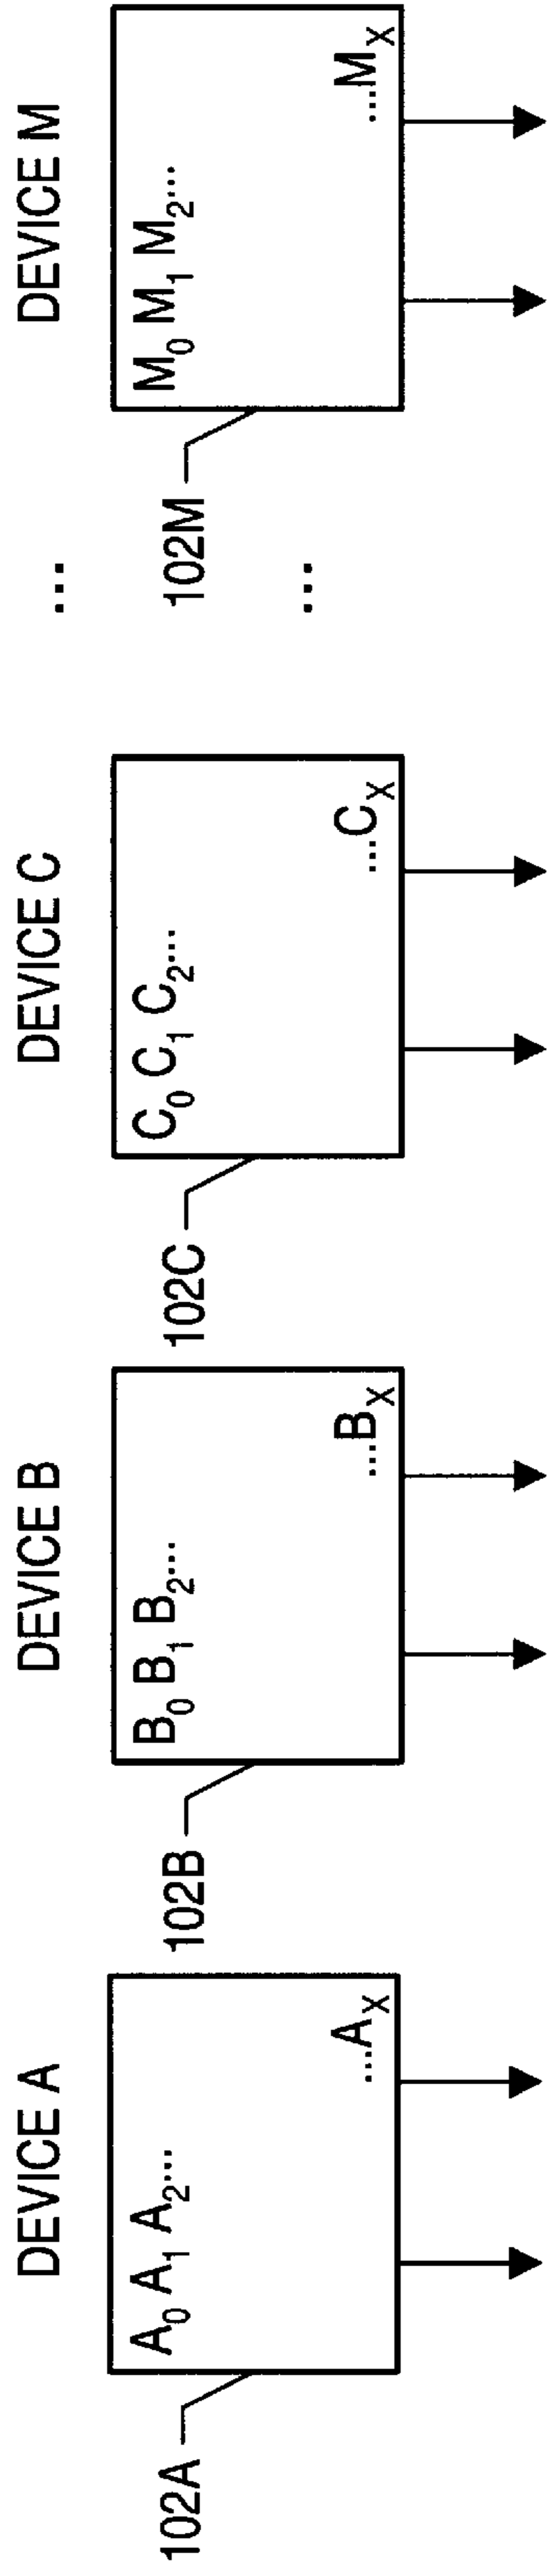 DEVICE A
DEVICE B
DEVICE C
...
DEVICE M
102A
A₀ A₁ A₂...
...Aₓ
102B
B₀ B₁ B₂...
...Bₓ
102C
C₀ C₁ C₂...
...Cₓ
...
102M
M₀ M₁ M₂...
...Mₓ